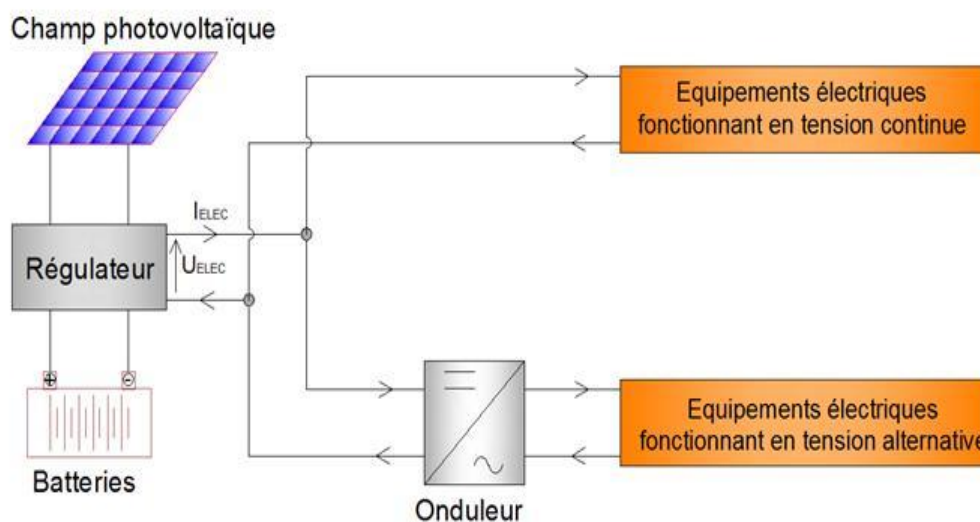 Champ photovoltaïque
Equipements électriques
fonctionnant en tension continue
IELEC
UELEC
Régulateur
Batteries
Onduleur
Equipements électriques
fonctionnant en tension alternative